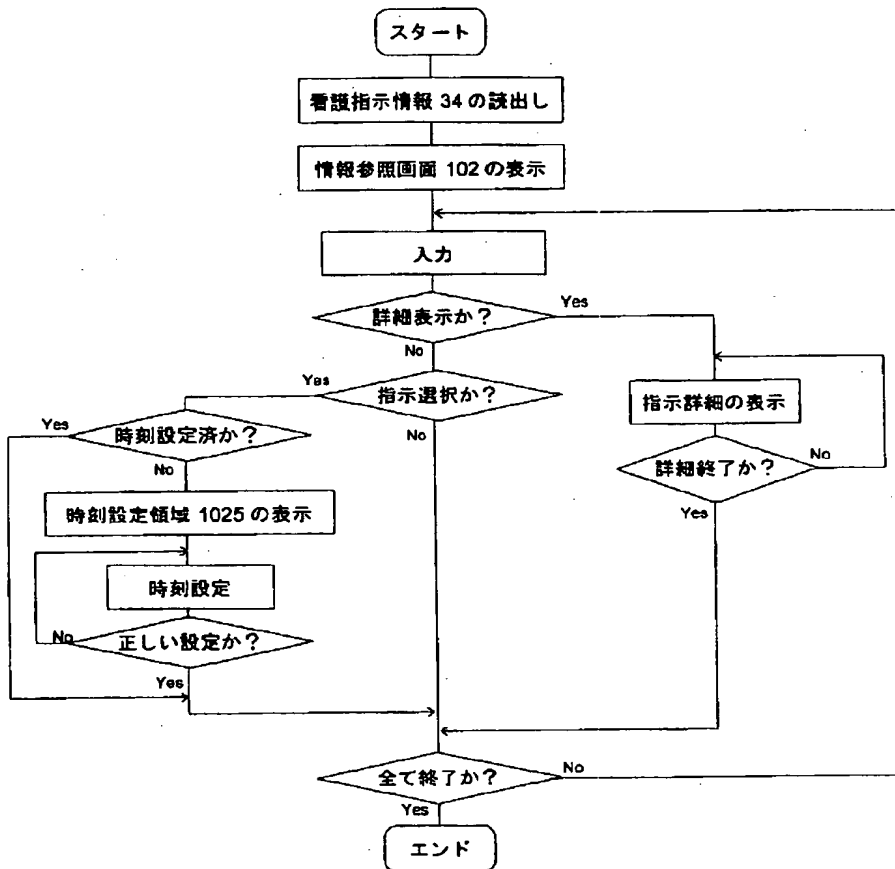 スタート
看護指示情報 34 の読出し
情報参照画面 102 の表示
入力
詳細表示か？
Yes
No
指示選択か？
Yes
No
指示詳細の表示
時刻設定済か？
Yes
No
詳細終了か？
No
Yes
時刻設定領域 1025 の表示
時刻設定
正しい設定か？
No
Yes
全て終了か？
No
Yes
エンド